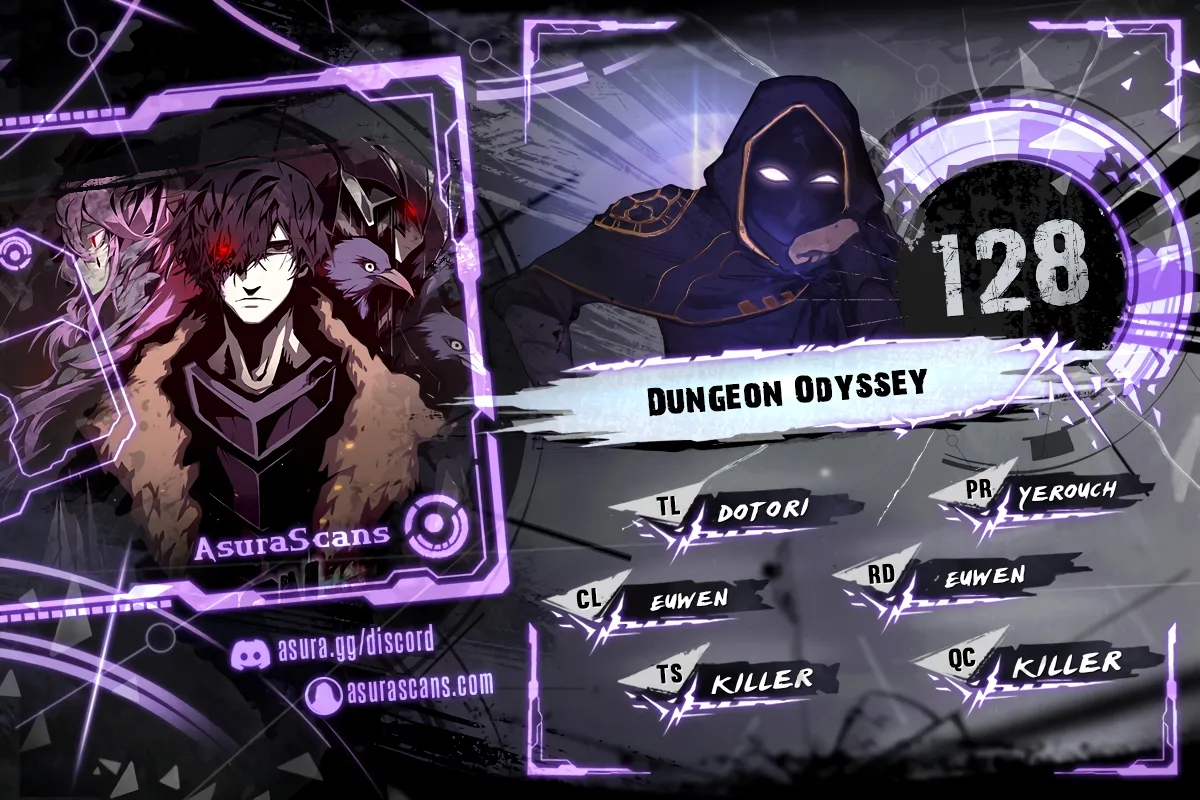 128
DUNGEON ODYSSEY
TL DOTORI
PR YEROUCH
CL EUWEN
RD EUWEN
TS KILLER
QC KILLER
AsuraScans
asura.gg/discord
asurascans.com